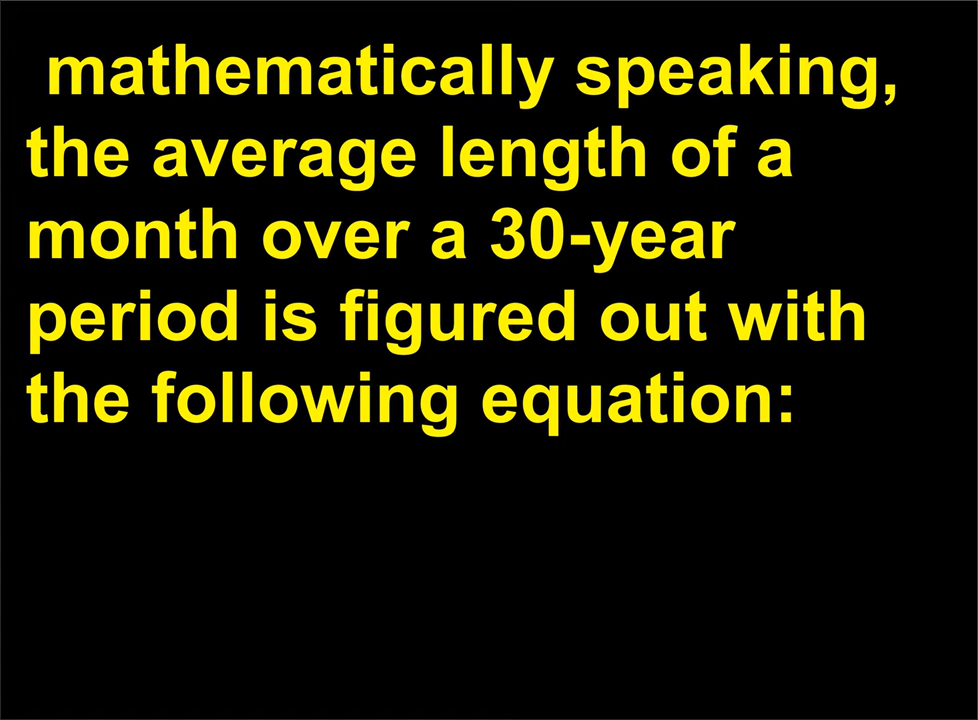 mathematically speaking,
the average length of a
month over a 30-year
period is figured out with
the following equation: